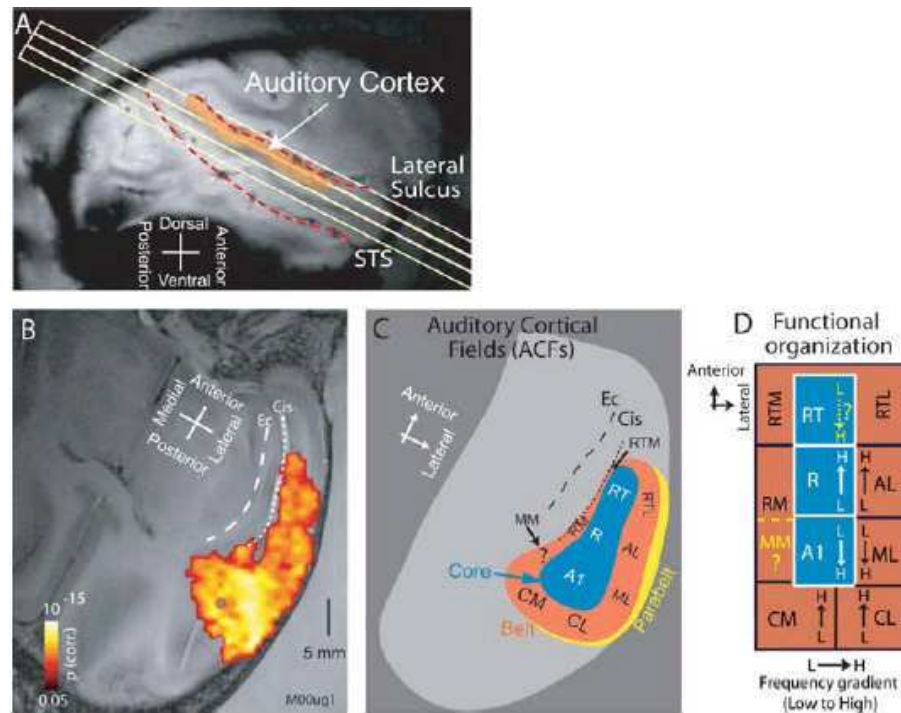 A
Auditory Cortex
Lateral
Sulcus
STS
Dorsal
Posterior
Anterior
Ventral
B
Anterior
Medial
Lateral
Posterior
Ec
Cis
10 -15
p (corr.)
0.05
5 mm
M00ug1
C
Auditory Cortical
Fields (ACFs)
Anterior
Lateral
Ec
Cis
RTM
RT
RTL
MM
RM
R
AL
?
A1
ML
Core
CM
CL
Belt
Parabelt
D
Functional
organization
Anterior
Lateral
RTM
RT
L
?
H
RTL
RM
R
H
L
H
L
AL
MM
?
A1
L
H
L
H
ML
CM
H
L
H
L
CL
L → H
Frequency gradient
(Low to High)